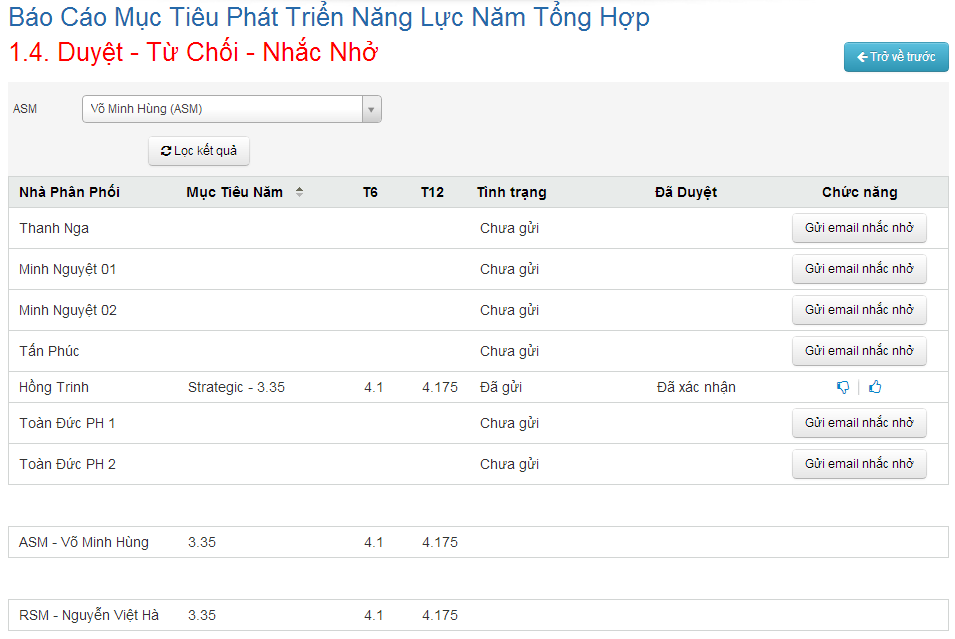 Báo Cáo Mục Tiêu Phát Triển Năng Lực Năm Tổng Hợp
1.4. Duyệt - Từ Chối - Nhắc Nhở
Trở về trước
ASM Võ Minh Hùng (ASM)
Lọc kết quả
Nhà Phân Phối Mục Tiêu Năm T6 T12 Tình trạng Đã Duyệt Chức năng
Thanh Nga Chưa gửi Gửi email nhắc nhở
Minh Nguyệt 01 Chưa gửi Gửi email nhắc nhở
Minh Nguyệt 02 Chưa gửi Gửi email nhắc nhở
Tấn Phúc Chưa gửi Gửi email nhắc nhở
Hồng Trinh Strategic - 3.35 4.1 4.175 Đã gửi Đã xác nhận
Toàn Đức PH 1 Chưa gửi Gửi email nhắc nhở
Toàn Đức PH 2 Chưa gửi Gửi email nhắc nhở
ASM - Võ Minh Hùng 3.35 4.1 4.175
RSM - Nguyễn Việt Hà 3.35 4.1 4.175